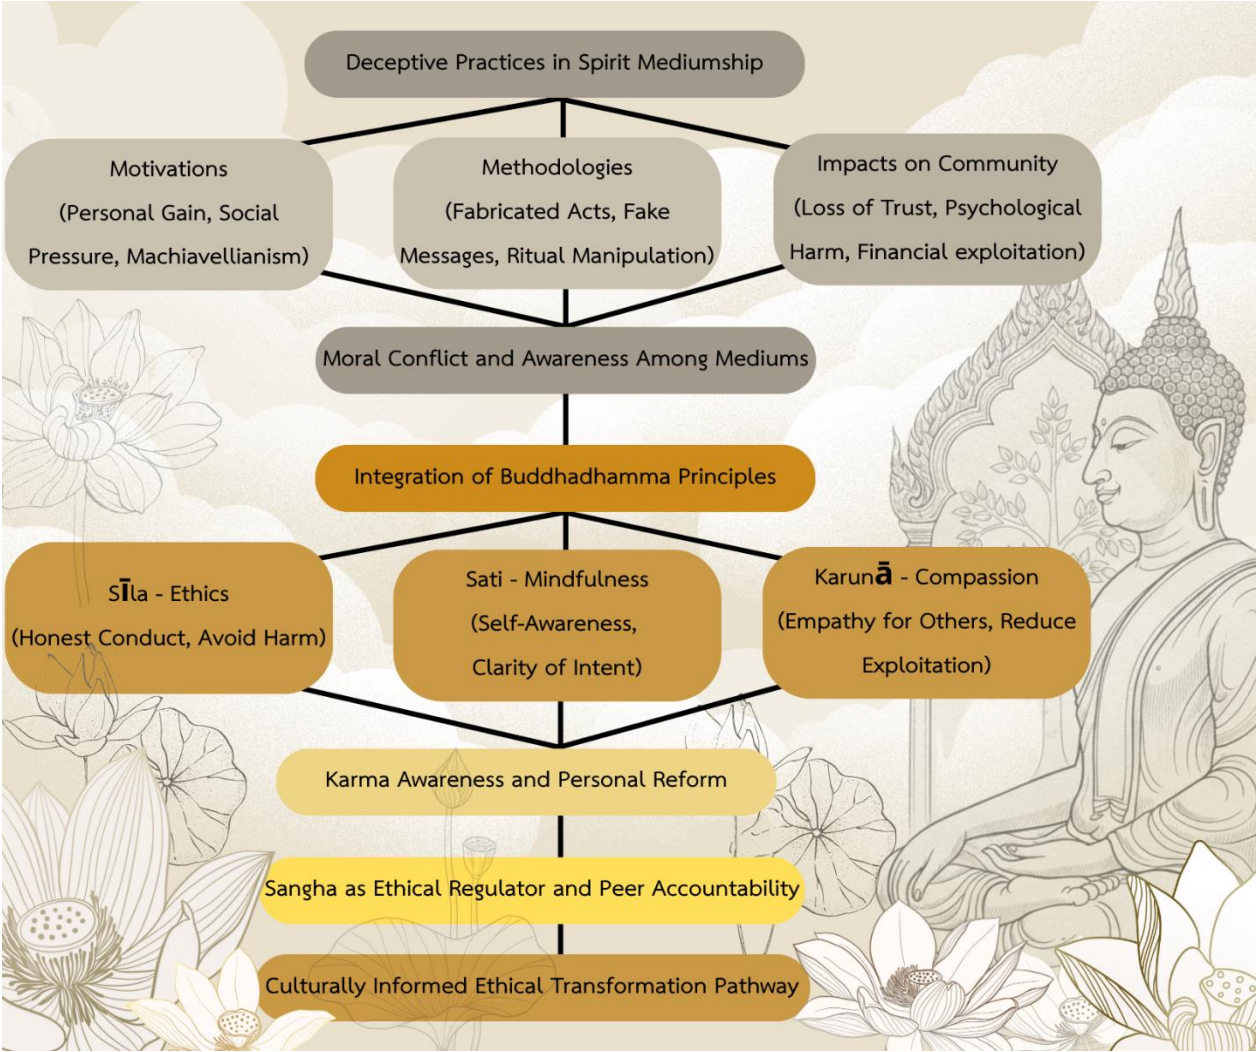 Deceptive Practices in Spirit Mediumship
Motivations
(Personal Gain, Social
Pressure, Machiavellianism)
Methodologies
(Fabricated Acts, Fake
Messages, Ritual Manipulation)
Impacts on Community
(Loss of Trust, Psychological
Harm, Financial exploitation)
Moral Conflict and Awareness Among Mediums
Integration of Buddhadhamma Principles
Sīla - Ethics
(Honest Conduct, Avoid Harm)
Sati - Mindfulness
(Self-Awareness,
Clarity of Intent)
Karunā - Compassion
(Empathy for Others, Reduce
Exploitation)
Karma Awareness and Personal Reform
Sangha as Ethical Regulator and Peer Accountability
Culturally Informed Ethical Transformation Pathway